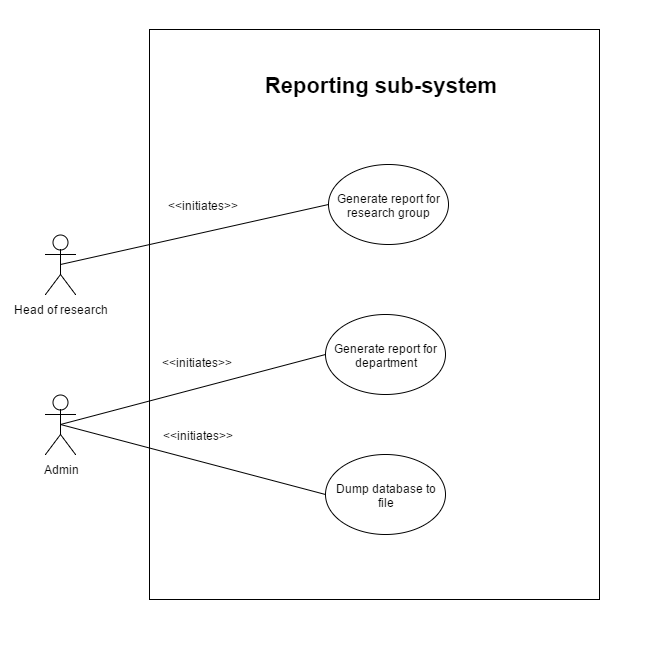 Reporting sub-system
<<initiates>>
Generate report for
research group
Head of research
<<initiates>>
Generate report for
department
Admin
<<initiates>>
Dump database to
file